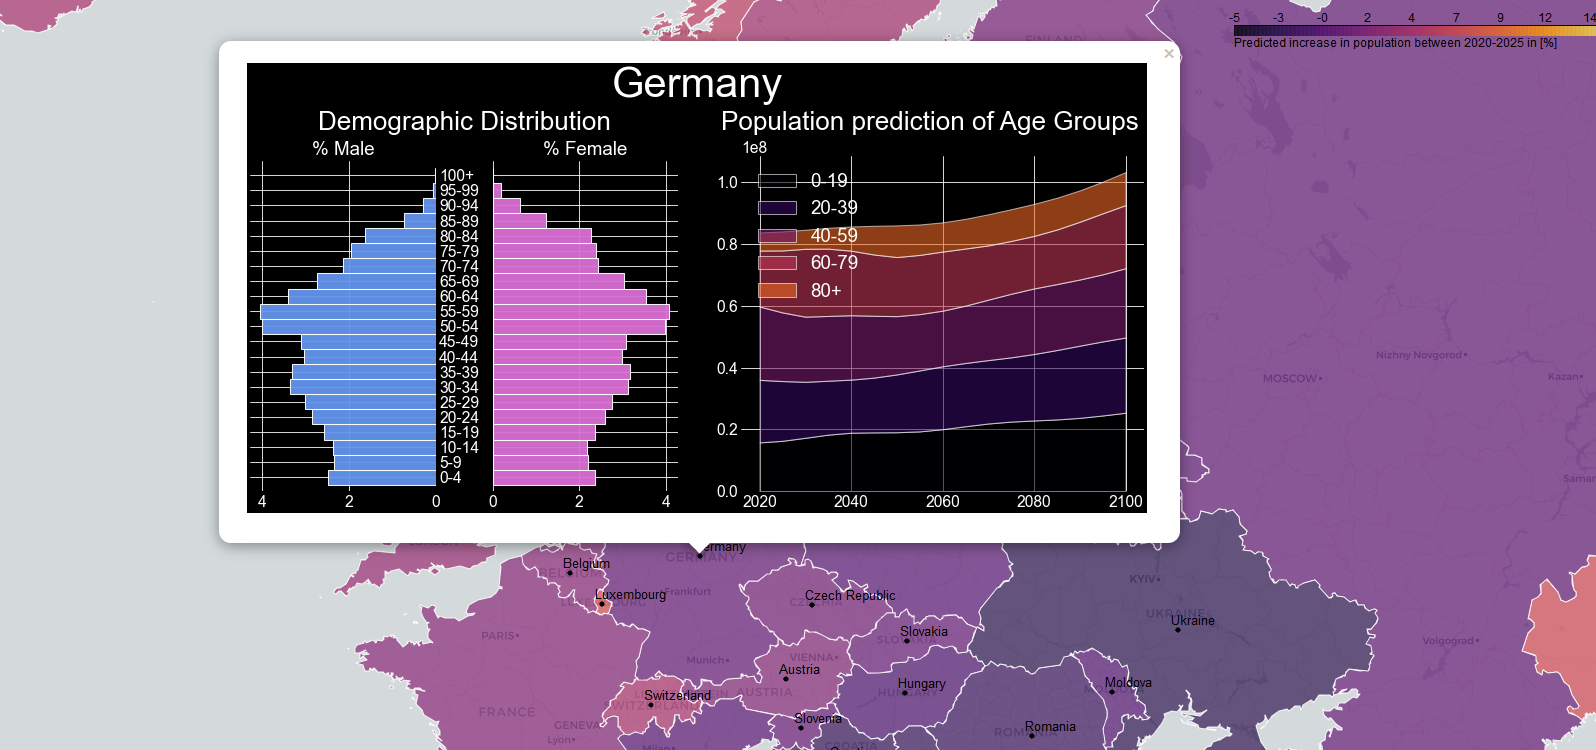 FINLAND
-5 -3 -0 2 4 7 9 12 14
Predicted increase in population between 2020-2025 in [%]
×
Germany
Demographic Distribution
% Male
% Female
100+
95-99
90-94
85-89
80-84
75-79
70-74
65-69
60-64
55-59
50-54
45-49
40-44
35-39
30-34
25-29
20-24
15-19
10-14
5-9
0-4
4 2 0
0 2 4
Population prediction of Age Groups
1e8
1.0
0.8
0.6
0.4
0.2
0.0
0-19
20-39
40-59
60-79
80+
2020 2040 2060 2080 2100
Nizhny Novgorod
MOSCOW
Kazan
Samar
LONDON
GERMANY
Belgium
BELGIUM
Luxembourg
Frankfurt
Czech Republic
CZECHIA
KYIV
UKRAINE
Ukraine
PARIS
Slovakia
SLOVAKIA
Volgograd
Munich
VIENNA
Austria
AUSTRIA
Switzerland
SWITZERLAND
Hungary
HUNGARY
Moldova
FRANCE
GENEVA
Lyon
Slovenia
Romania
ROMANIA
Milan
CROATIA